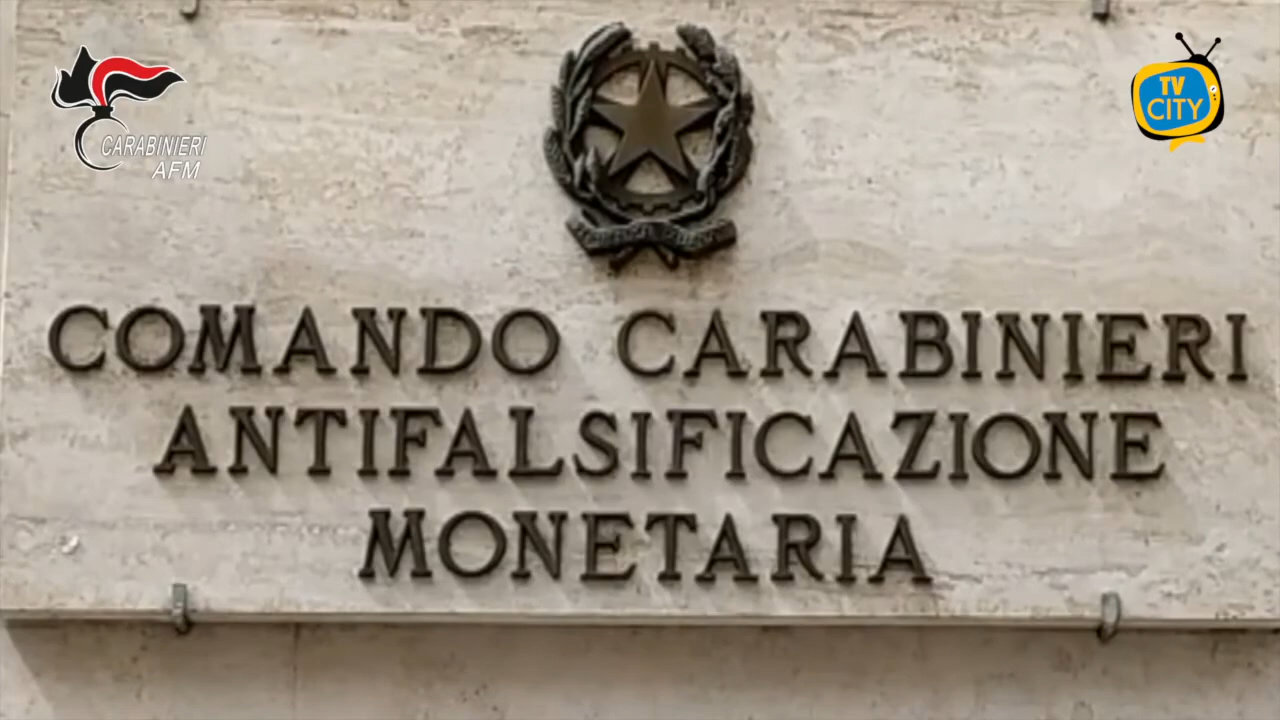 CARABINIERI
AFM
TV
CITY
COMANDO CARABINIERI
ANTIFALSIFICAZIONE
MONETARIA